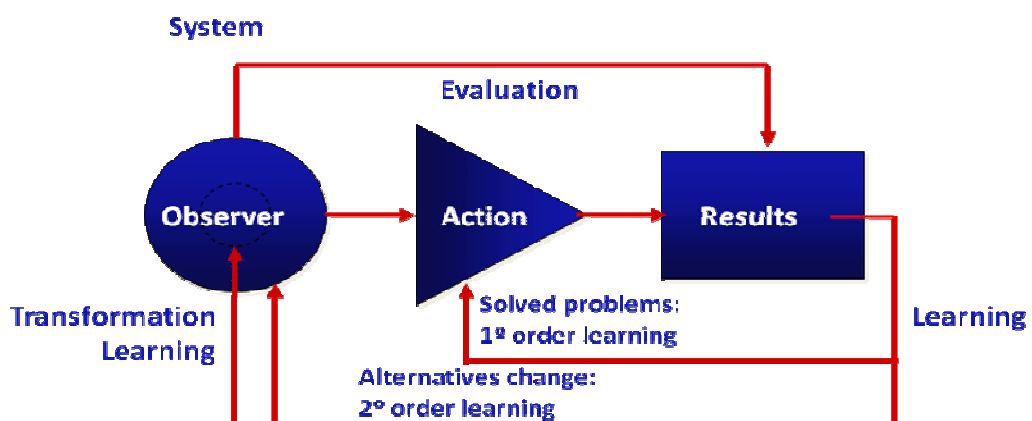 System
Evaluation
Observer
Action
Results
Solved problems:
1º order learning
Transformation
Learning
Learning
Alternatives change:
2º order learning